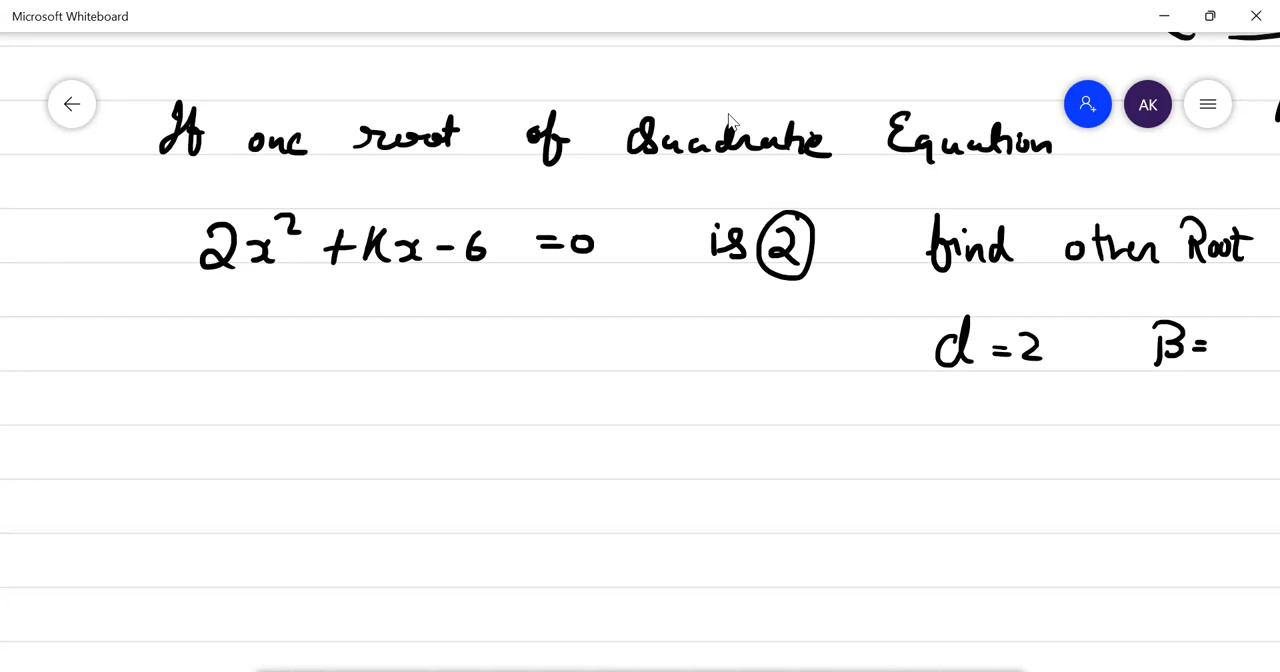 Microsoft Whiteboard
AK
If one root of Quadratic Equation
2x² + Kx - 6 = 0 is 2 find other Root
α = 2 β =